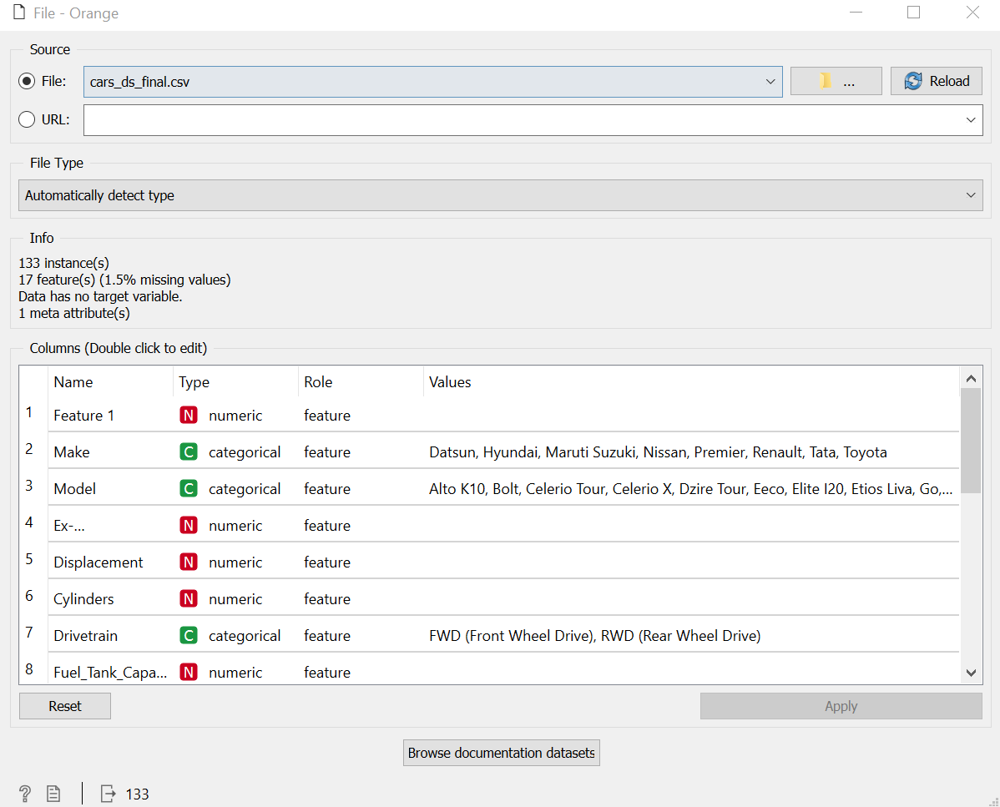 File - Orange
Source
File: cars_ds_final.csv ... Reload
URL:
File Type
Automatically detect type
Info
133 instance(s)
17 feature(s) (1.5% missing values)
Data has no target variable.
1 meta attribute(s)
Columns (Double click to edit)
Name Type Role Values
1 Feature 1 N numeric feature
2 Make C categorical feature Datsun, Hyundai, Maruti Suzuki, Nissan, Premier, Renault, Tata, Toyota
3 Model C categorical feature Alto K10, Bolt, Celerio Tour, Celerio X, Dzire Tour, Eeco, Elite I20, Etios Liva, Go,...
4 Ex-... N numeric feature
5 Displacement N numeric feature
6 Cylinders N numeric feature
7 Drivetrain C categorical feature FWD (Front Wheel Drive), RWD (Rear Wheel Drive)
8 Fuel_Tank_Capa... N numeric feature
Reset Apply
Browse documentation datasets
? 133